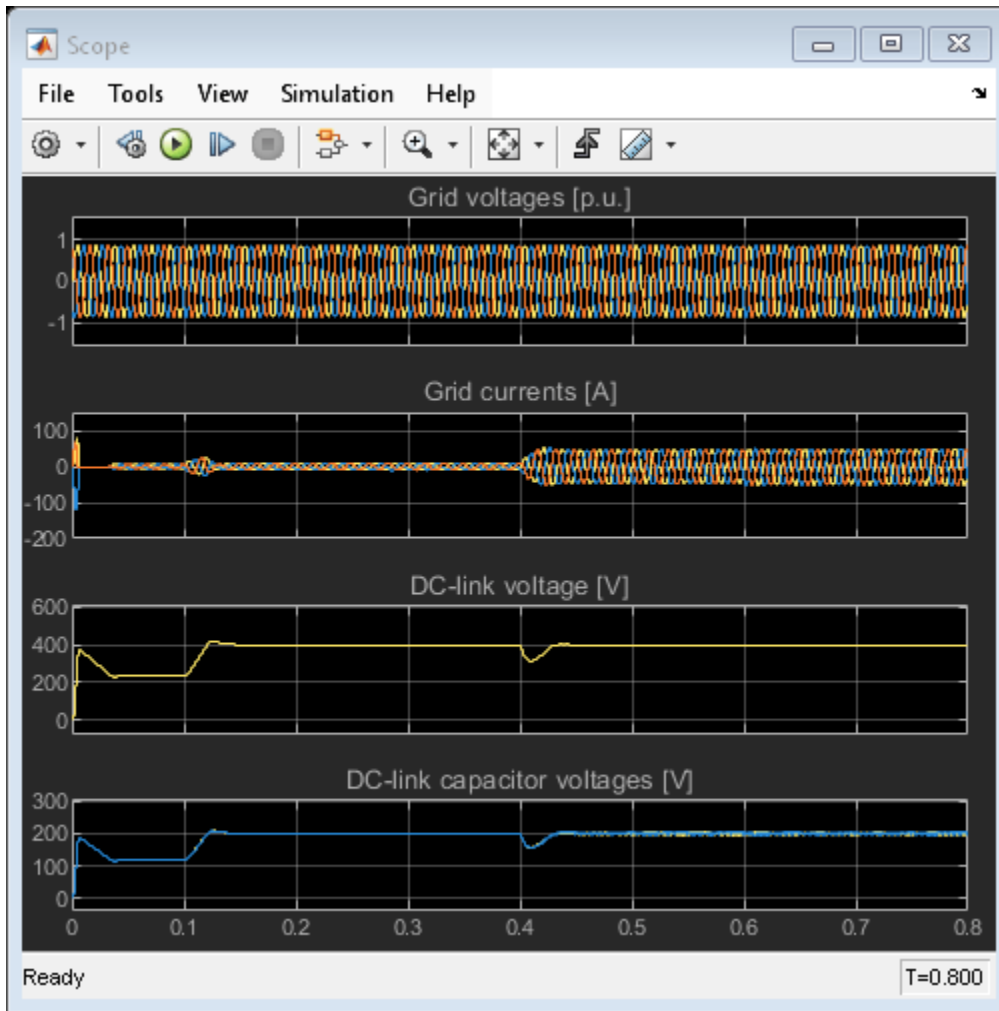 Scope
File Tools View Simulation Help
Grid voltages [p.u.]
1
0
-1
Grid currents [A]
100
0
-100
-200
DC-link voltage [V]
600
400
200
0
DC-link capacitor voltages [V]
300
200
100
0
0 0.1 0.2 0.3 0.4 0.5 0.6 0.7 0.8
Ready T=0.800